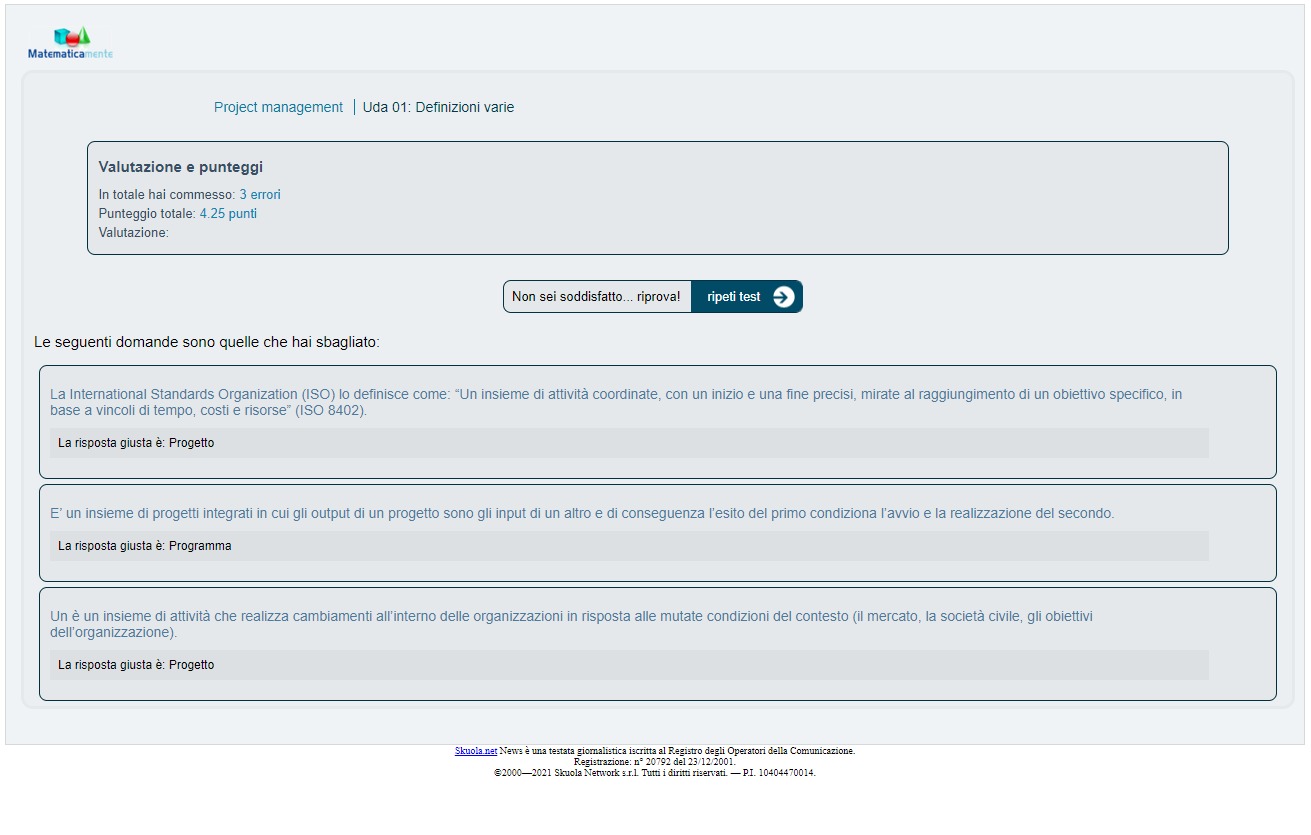 Matematicamente
Project management | Uda 01: Definizioni varie
Valutazione e punteggi
In totale hai commesso: 3 errori
Punteggio totale: 4.25 punti
Valutazione:
Non sei soddisfatto... riprova! ripeti test
Le seguenti domande sono quelle che hai sbagliato:
La International Standards Organization (ISO) lo definisce come: “Un insieme di attività coordinate, con un inizio e una fine precisi, mirate al raggiungimento di un obiettivo specifico, in
base a vincoli di tempo, costi e risorse” (ISO 8402).
La risposta giusta è: Progetto
E’ un insieme di progetti integrati in cui gli output di un progetto sono gli input di un altro e di conseguenza l’esito del primo condiziona l’avvio e la realizzazione del secondo.
La risposta giusta è: Programma
Un è un insieme di attività che realizza cambiamenti all’interno delle organizzazioni in risposta alle mutate condizioni del contesto (il mercato, la società civile, gli obiettivi
dell’organizzazione).
La risposta giusta è: Progetto
Skuola.net News è una testata giornalistica iscritta al Registro degli Operatori della Comunicazione.
Registrazione: n° 20792 del 23/12/2001.
©2000—2021 Skuola Network s.r.l. Tutti i diritti riservati. — P.I. 10404470014.